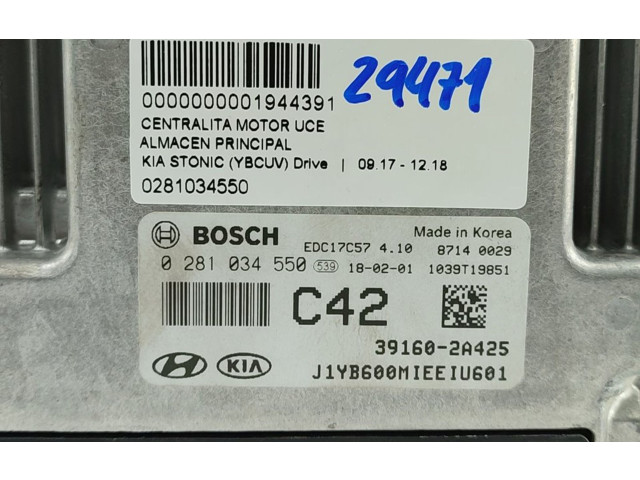 29471
0000000001944391
CENTRALITA MOTOR UCE
ALMACEN PRINCIPAL
KIA STONIC (YBCUV) Drive | 09.17 - 12.18
0281034550
BOSCH EDC17C57 4.10 Made in Korea
8714 0029
0 281 034 550 539 18-02-01 1039T19851
C42
39160-2A425
KIA J1YB600MIEEIU601